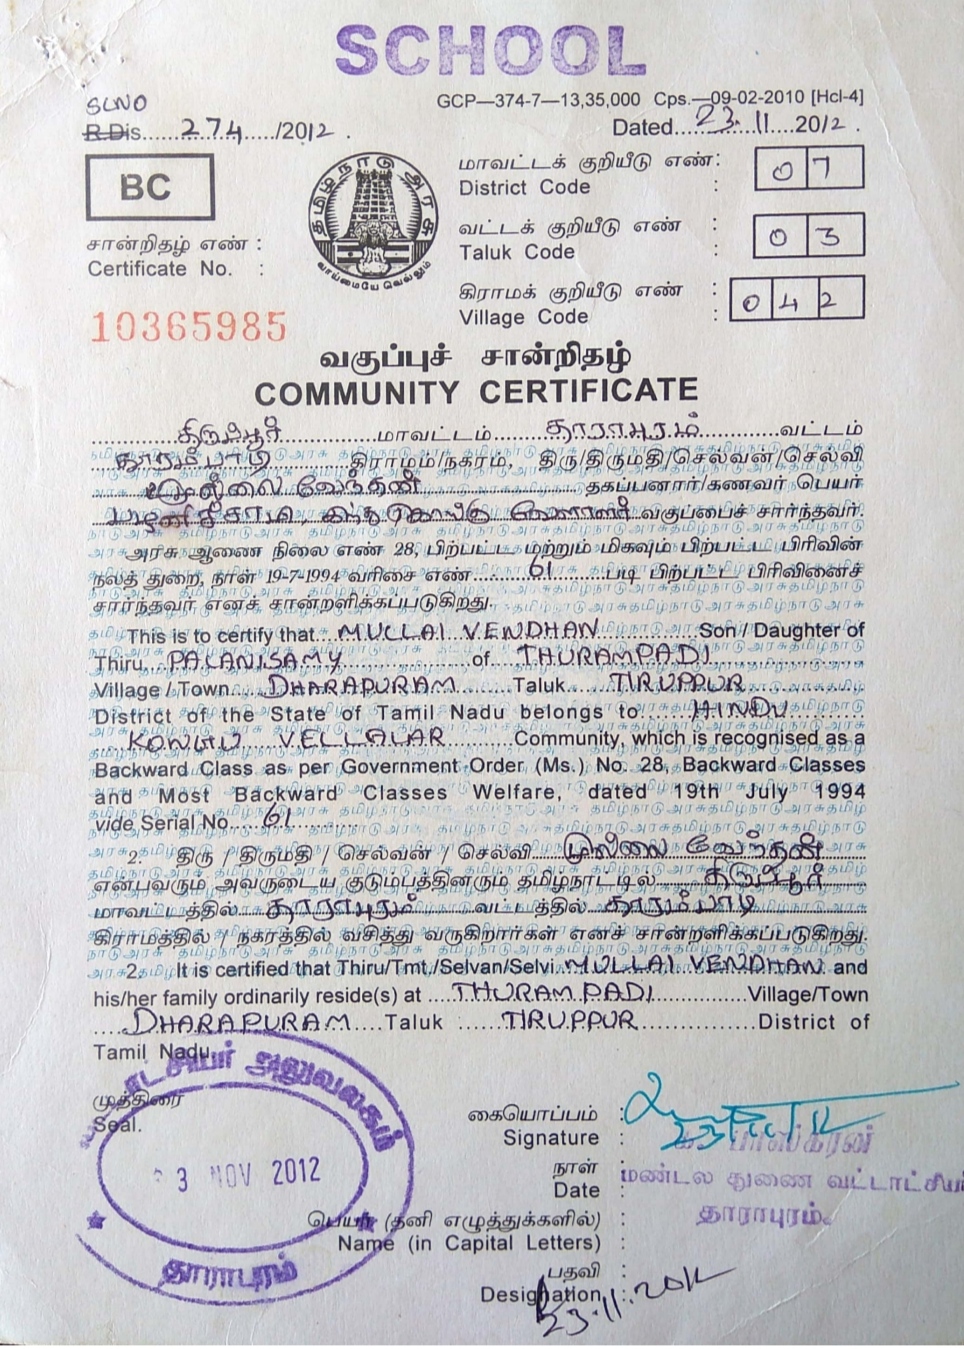 SCHOOL
GCP—374-7—13,35,000 Cps.—09-02-2010 [Hcl-4]
SLNO
R.Dis......274...../2012.
Dated....23.11....2012.
BC
தமிழ்நாடு அரசு
வாய்மையே வெல்லும்
மாவட்டக் குறியீடு எண் :
District Code : 07
வட்டக் குறியீடு எண் :
Taluk Code : 03
சான்றிதழ் எண் :
Certificate No. :
கிராமக் குறியீடு எண் :
Village Code : 042
10365985
வகுப்புச் சான்றிதழ்
COMMUNITY CERTIFICATE
திருப்பூர் மாவட்டம் தாராபுரம் வட்டம்
தூரம்பாடி கிராமம்/நகரம், திரு/திருமதி/செல்வன்/செல்வி
முல்லை வேந்தன் தகப்பனார்/கணவர் பெயர்
பழனிச்சாமி, இந்து கொங்கு வேளாளர் வகுப்பைச் சார்ந்தவர்.
அரசு ஆணை நிலை எண் 28, பிற்பட்ட மற்றும் மிகவும் பிற்பட்ட பிரிவின்
நலத் துறை, நாள் 19-7-1994 வரிசை எண் 61 படி பிற்பட்ட பிரிவினைச்
சார்ந்தவர் எனச் சான்றளிக்கப்படுகிறது.
This is to certify that MULLAI VENDHAN Son / Daughter of
Thiru PALANISAMY of THURAMPADI
Village / Town DHARAPURAM Taluk TIRUPPUR
District of the State of Tamil Nadu belongs to HINDU
KONGU VELLALAR Community, which is recognised as a
Backward Class as per Government Order (Ms.) No. 28, Backward Classes
and Most Backward Classes Welfare, dated 19th July 1994
vide Serial No. 61
2. திரு / திருமதி / செல்வன் / செல்வி முல்லை வேந்தன்
என்பவரும் அவருடைய குடும்பத்தினரும் தமிழ்நாட்டில் திருப்பூர்
மாவட்டத்தில் தாராபுரம் வட்டத்தில் தூரம்பாடி
கிராமத்தில் / நகரத்தில் வசித்து வருகிறார்கள் எனச் சான்றளிக்கப்படுகிறது.
2. It is certified that Thiru/Tmt./Selvan/Selvi MULLAI VENDHAN and
his/her family ordinarily reside(s) at THURAMPADI Village/Town
DHARAPURAM Taluk TIRUPPUR District of
Tamil Nadu.
அலுவலகம்
முத்திரை
Seal.
3 NOV 2012
தாராபுரம்
கையொப்பம் :
Signature :
பாஸ்கரன்
நாள் :
Date :
மண்டல துணை வட்டாட்சியர்
தாராபுரம்.
பெயர் (தனி எழுத்துக்களில்) :
Name (in Capital Letters) :
பதவி :
Designation :
23.11.2012